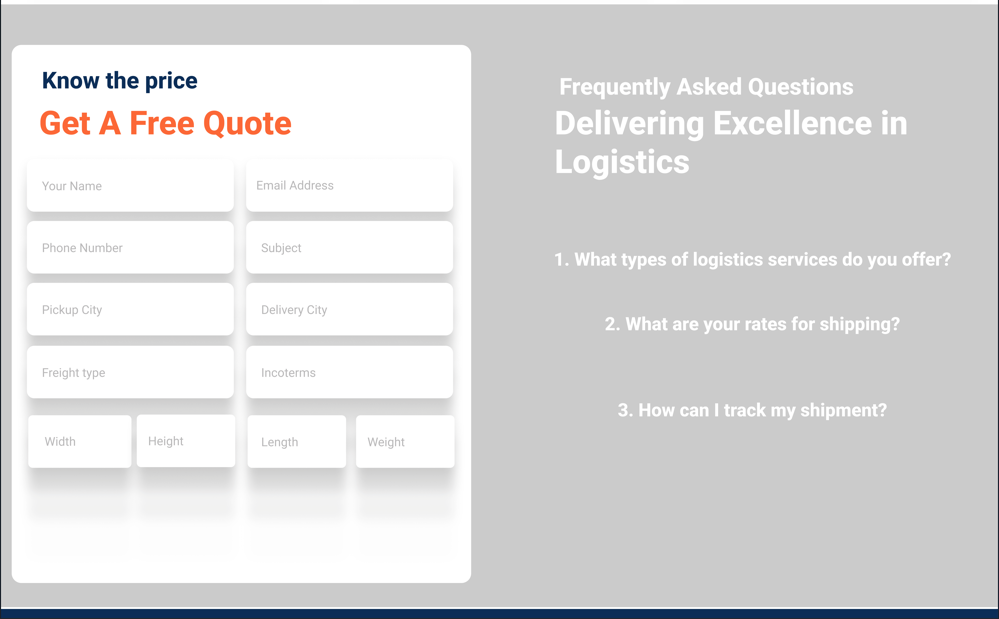 Know the price
Get A Free Quote
Your Name
Email Address
Phone Number
Subject
Pickup City
Delivery City
Freight type
Incoterms
Width
Height
Length
Weight
Frequently Asked Questions
Delivering Excellence in
Logistics
1. What types of logistics services do you offer?
2. What are your rates for shipping?
3. How can I track my shipment?